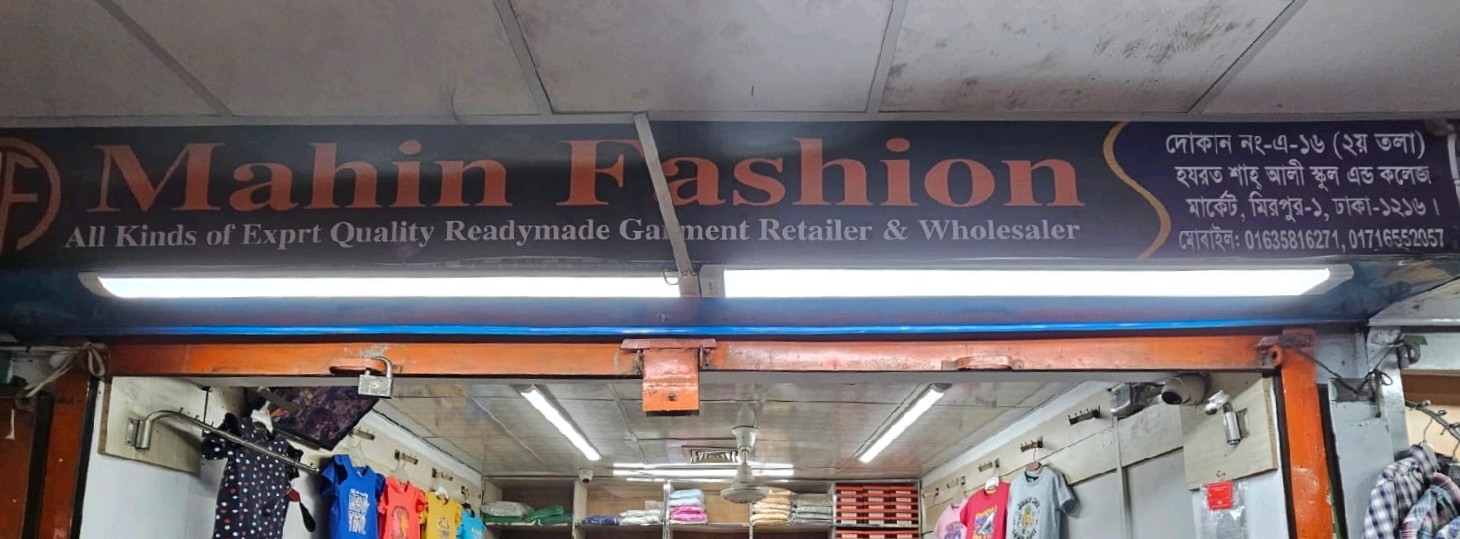 Mahin Fashion
All Kinds of Exprt Quality Readymade Garment Retailer & Wholesaler
দোকান নং-এ-১৬ (২য় তলা)
হযরত শাহ্ আলী স্কুল এন্ড কলেজ
মার্কেট, মিরপুর-১, ঢাকা-১২১৬।
মোবাইল: 01635816271, 01716552057